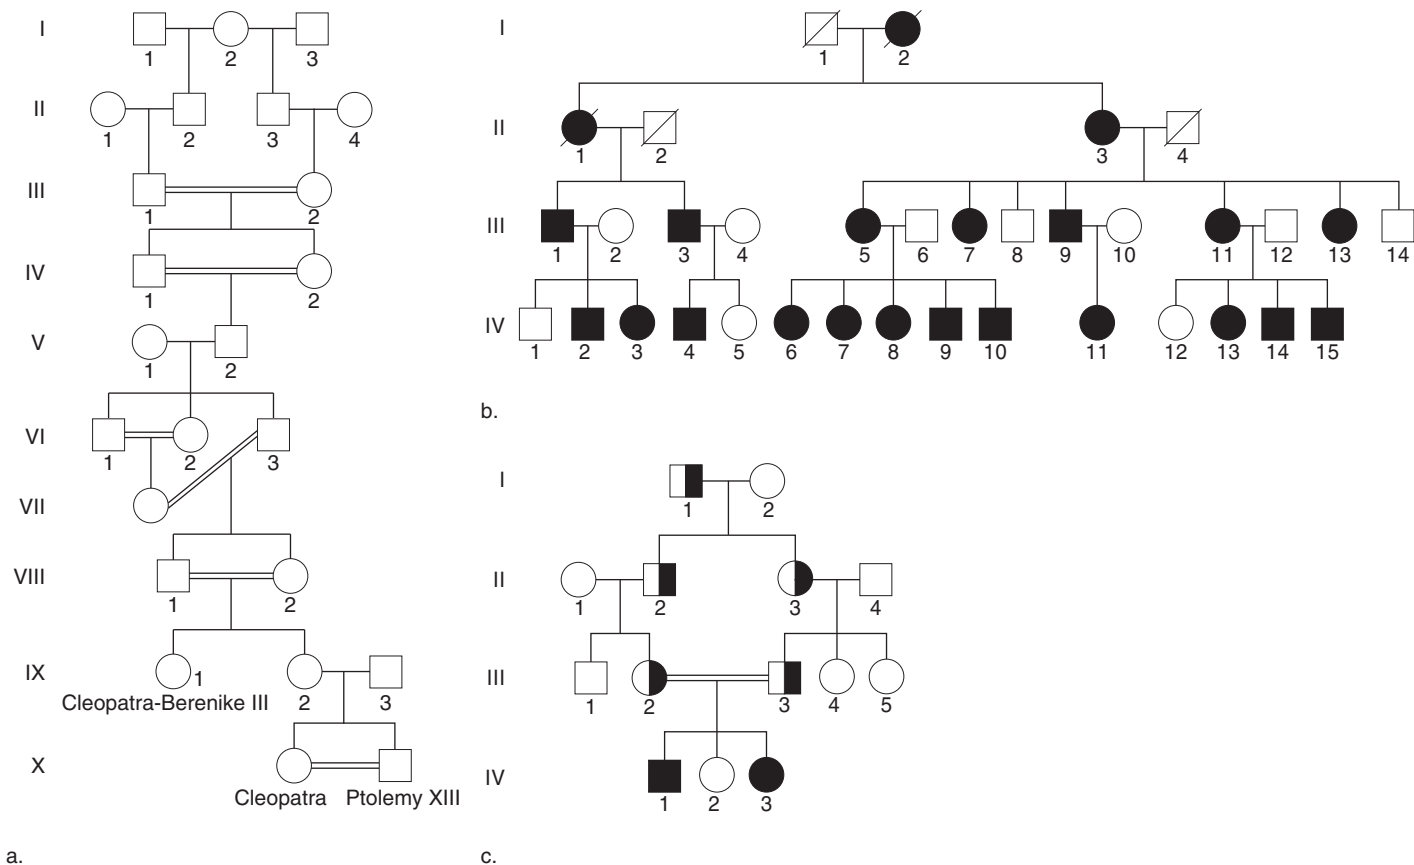 I
1 2 3
II
1 2 3 4
III
1 2
IV
1 2
V
1 2
VI
1 2 3
VII
VIII
1 2
IX
1
Cleopatra-Berenike III 2 3
X
Cleopatra Ptolemy XIII
a.
I
1 2
II
1 2 3 4
III
1 2 3 4 5 6 7 8 9 10 11 12 13 14
IV
1 2 3 4 5 6 7 8 9 10 11 12 13 14 15
b.
I
1 2
II
1 2 3 4
III
1 2 3 4 5
IV
1 2 3
c.